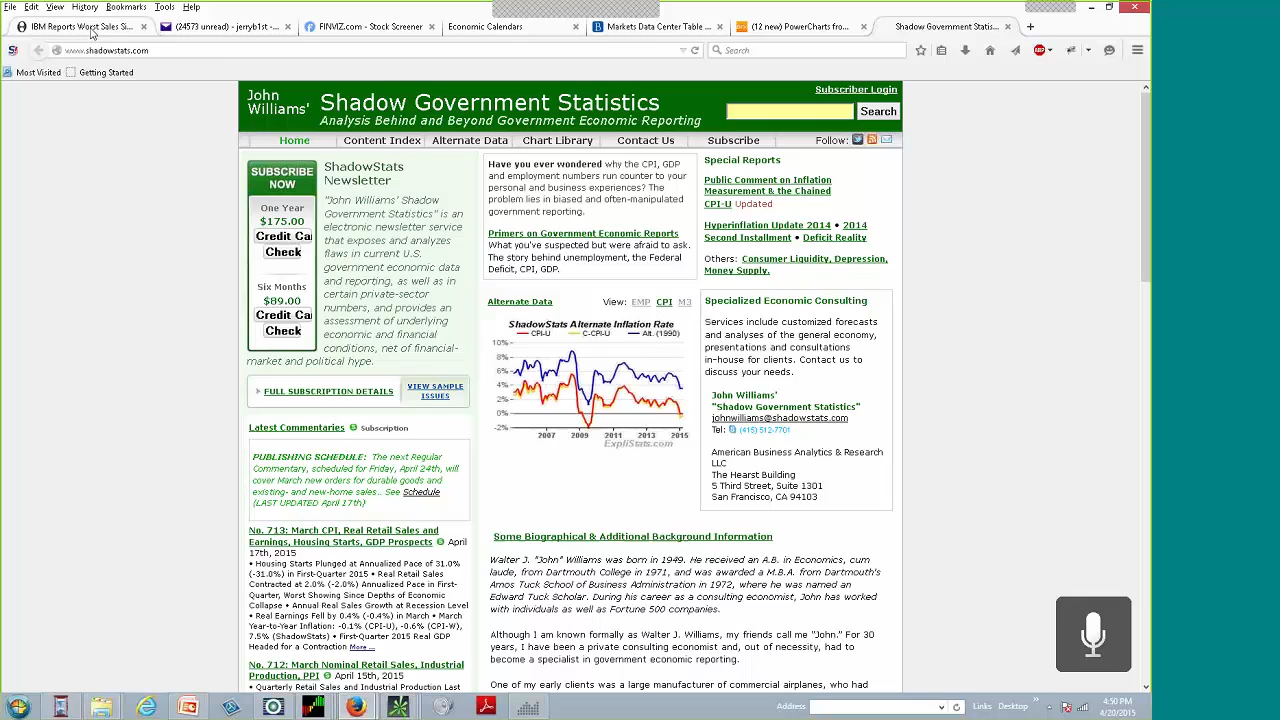 File Edit View History Bookmarks Tools Help
IBM Reports Worst Sales Si...
(24573 unread) - jerryb1st -...
FINVIZ.com - Stock Screener
Economic Calendars
Markets Data Center Table ...
(12 new) PowerCharts fro...
Shadow Government Statis...
www.shadowstats.com
Search
Most Visited Getting Started
Subscriber Login
John
Williams'
Shadow Government Statistics
Analysis Behind and Beyond Government Economic Reporting
Search
Home Content Index Alternate Data Chart Library Contact Us Subscribe Follow:
SUBSCRIBE
NOW
One Year
$175.00
Credit Ca
Check
Six Months
$89.00
Credit Ca
Check
ShadowStats
Newsletter
"John Williams' Shadow
Government Statistics" is an
electronic newsletter service
that exposes and analyzes
flaws in current U.S.
government economic data
and reporting, as well as in
certain private-sector
numbers, and provides an
assessment of underlying
economic and financial
conditions, net of financial-
market and political hype.
FULL SUBSCRIPTION DETAILS
VIEW SAMPLE
ISSUES
Latest Commentaries $ Subscription
PUBLISHING SCHEDULE: The next Regular
Commentary, scheduled for Friday, April 24th, will
cover March new orders for durable goods and
existing- and new-home sales.. See Schedule
(LAST UPDATED April 17th)
No. 713: March CPI, Real Retail Sales and
Earnings, Housing Starts, GDP Prospects $ April
17th, 2015
• Housing Starts Plunged at Annualized Pace of 31.0%
(-31.0%) in First-Quarter 2015 • Real Retail Sales
Contracted at 2.0% (-2.0%) Annualized Pace in First-
Quarter, Worst Showing Since Depths of Economic
Collapse • Annual Real Sales Growth at Recession Level
• Real Earnings Fell by 0.4% (-0.4%) in March • March
Year-to-Year Inflation: -0.1% (CPI-U), -0.6% (CPI-W),
7.5% (ShadowStats) • First-Quarter 2015 Real GDP
Headed for a Contraction More ...
No. 712: March Nominal Retail Sales, Industrial
Production, PPI $ April 15th, 2015
• Quarterly Retail Sales and Industrial Production Last
Have you ever wondered why the CPI, GDP
and employment numbers run counter to your
personal and business experiences? The
problem lies in biased and often-manipulated
government reporting.
Primers on Government Economic Reports
What you've suspected but were afraid to ask.
The story behind unemployment, the Federal
Deficit, CPI, GDP.
Alternate Data View: EMP CPI M3
ShadowStats Alternate Inflation Rate
CPI-U C-CPI-U Alt. (1990)
10%
8%
6%
4%
2%
0%
-2%
2007 2009 2011 2013 2015
ExpliStats.com
Special Reports
Public Comment on Inflation
Measurement & the Chained
CPI-U Updated
Hyperinflation Update 2014 • 2014
Second Installment • Deficit Reality
Others: Consumer Liquidity, Depression,
Money Supply.
Specialized Economic Consulting
Services include customized forecasts
and analyses of the general economy,
presentations and consultations
in-house for clients. Contact us to
discuss your needs.
John Williams'
"Shadow Government Statistics"
johnwilliams@shadowstats.com
Tel: (415) 512-7701
American Business Analytics & Research
LLC
The Hearst Building
5 Third Street, Suite 1301
San Francisco, CA 94103
Some Biographical & Additional Background Information
Walter J. "John" Williams was born in 1949. He received an A.B. in Economics, cum
laude, from Dartmouth College in 1971, and was awarded a M.B.A. from Dartmouth's
Amos Tuck School of Business Administration in 1972, where he was named an
Edward Tuck Scholar. During his career as a consulting economist, John has worked
with individuals as well as Fortune 500 companies.
Although I am known formally as Walter J. Williams, my friends call me "John." For 30
years, I have been a private consulting economist and, out of necessity, had to
become a specialist in government economic reporting.
One of my early clients was a large manufacturer of commercial airplanes, who had
Address
Links Desktop
4:50 PM
4/20/2015